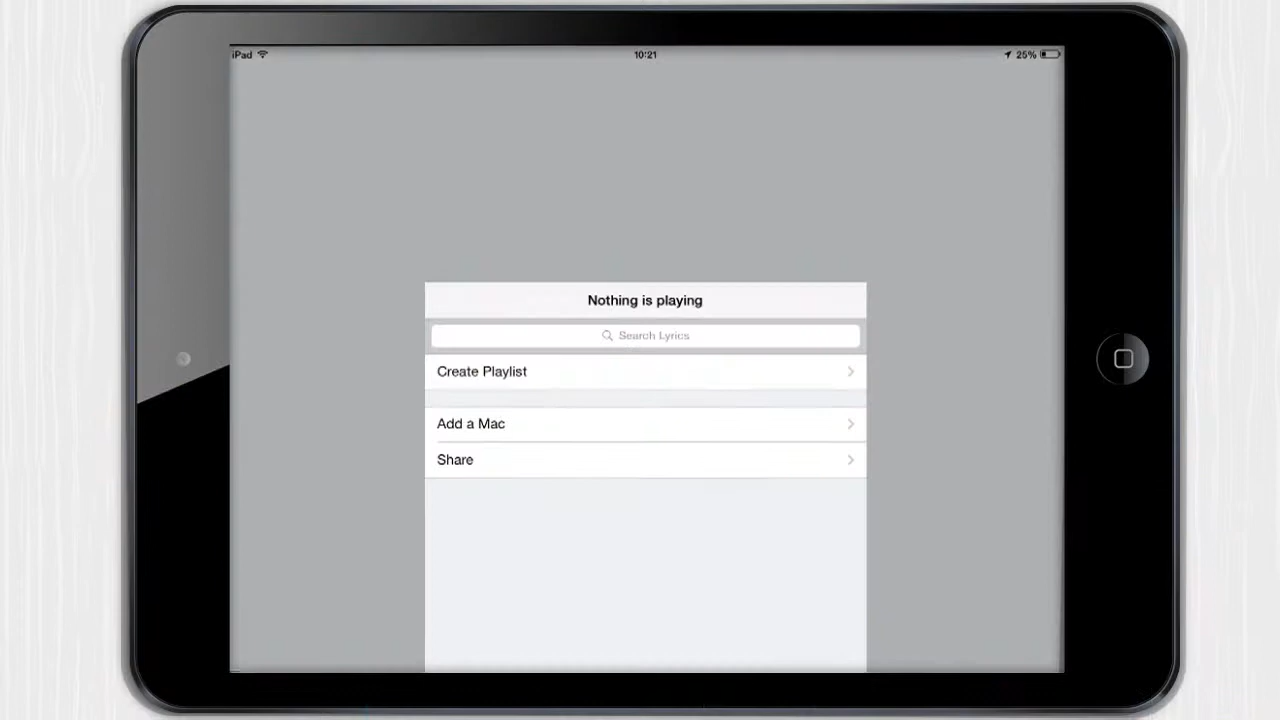 iPad 10:21 25%
Nothing is playing
Search Lyrics
Create Playlist
Add a Mac
Share